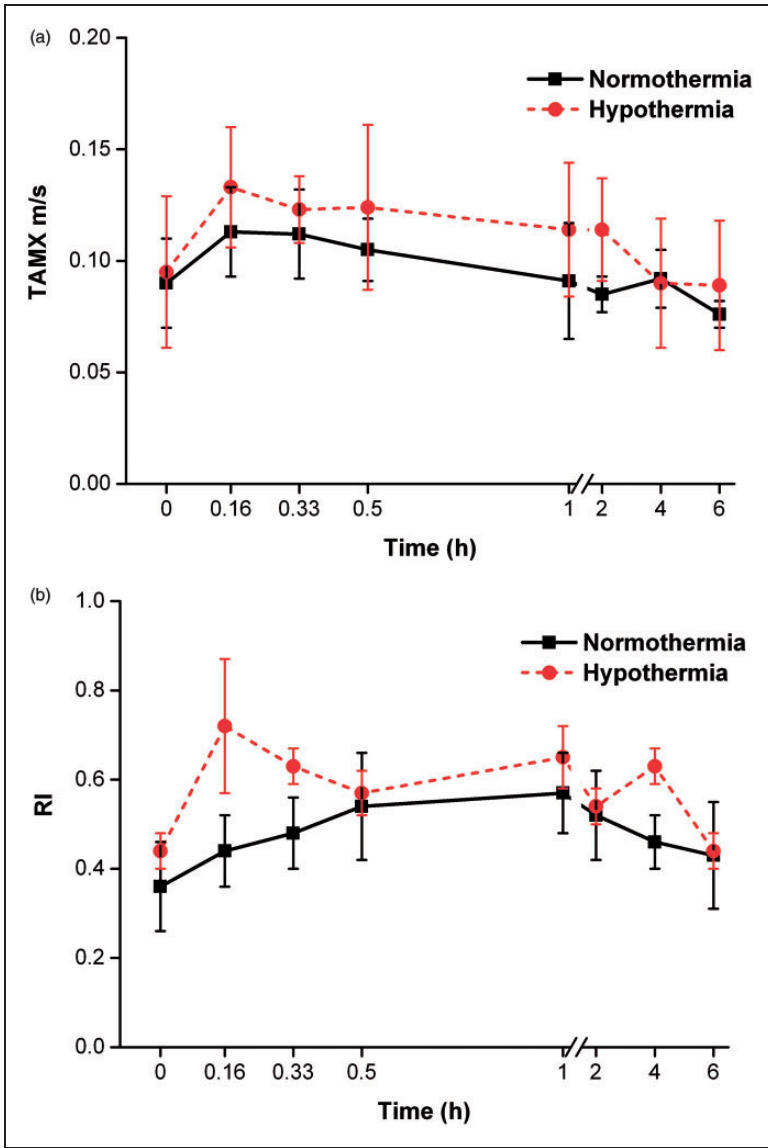 (a)
0.20
0.15
0.10
0.05
0.00
TAMX m/s
Normothermia
Hypothermia
0 0.16 0.33 0.5 1 2 4 6
Time (h)
(b)
1.0
0.8
0.6
0.4
0.2
0.0
RI
Normothermia
Hypothermia
0 0.16 0.33 0.5 1 2 4 6
Time (h)